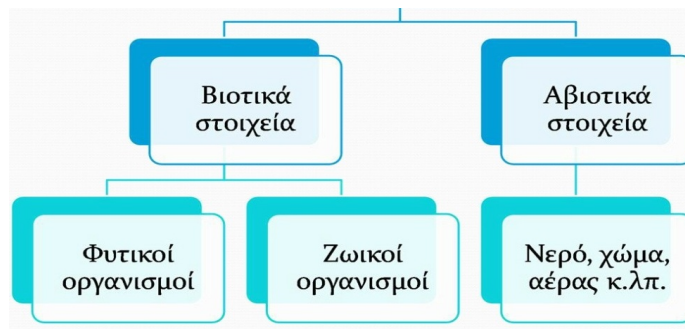 Βιοτικά
στοιχεία
Αβιοτικά
στοιχεία
Φυτικοί
οργανισμοί
Ζωικοί
οργανισμοί
Νερό, χώμα,
αέρας κ.λπ.